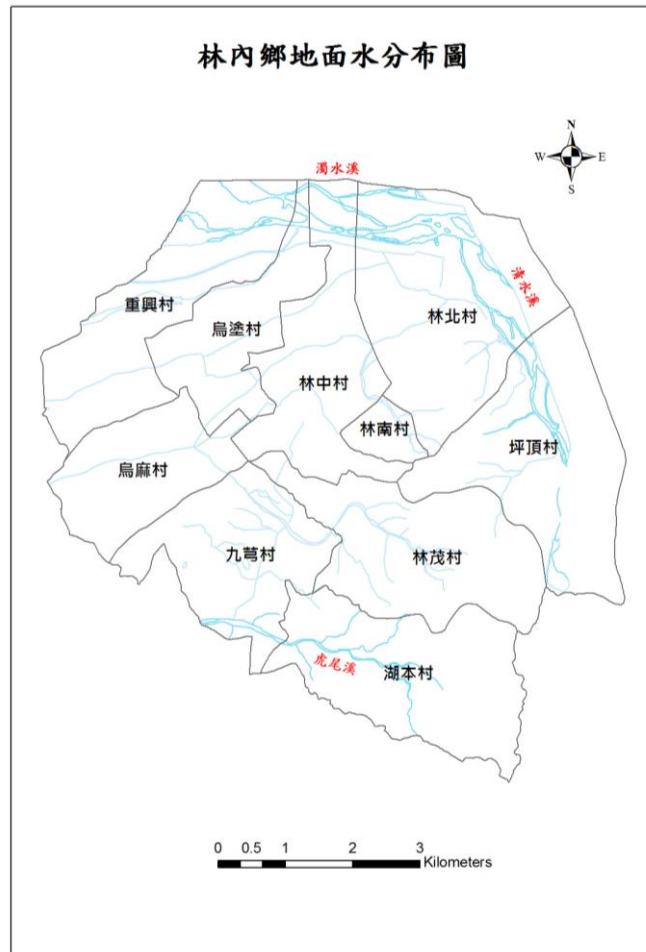 林內鄉地面水分布圖
N
W E
S
濁水溪
清水溪
重興村
烏塗村
林北村
林中村
林南村
坪頂村
烏麻村
九芎村
林茂村
虎尾溪
湖本村
0 0.5 1 2 3
Kilometers